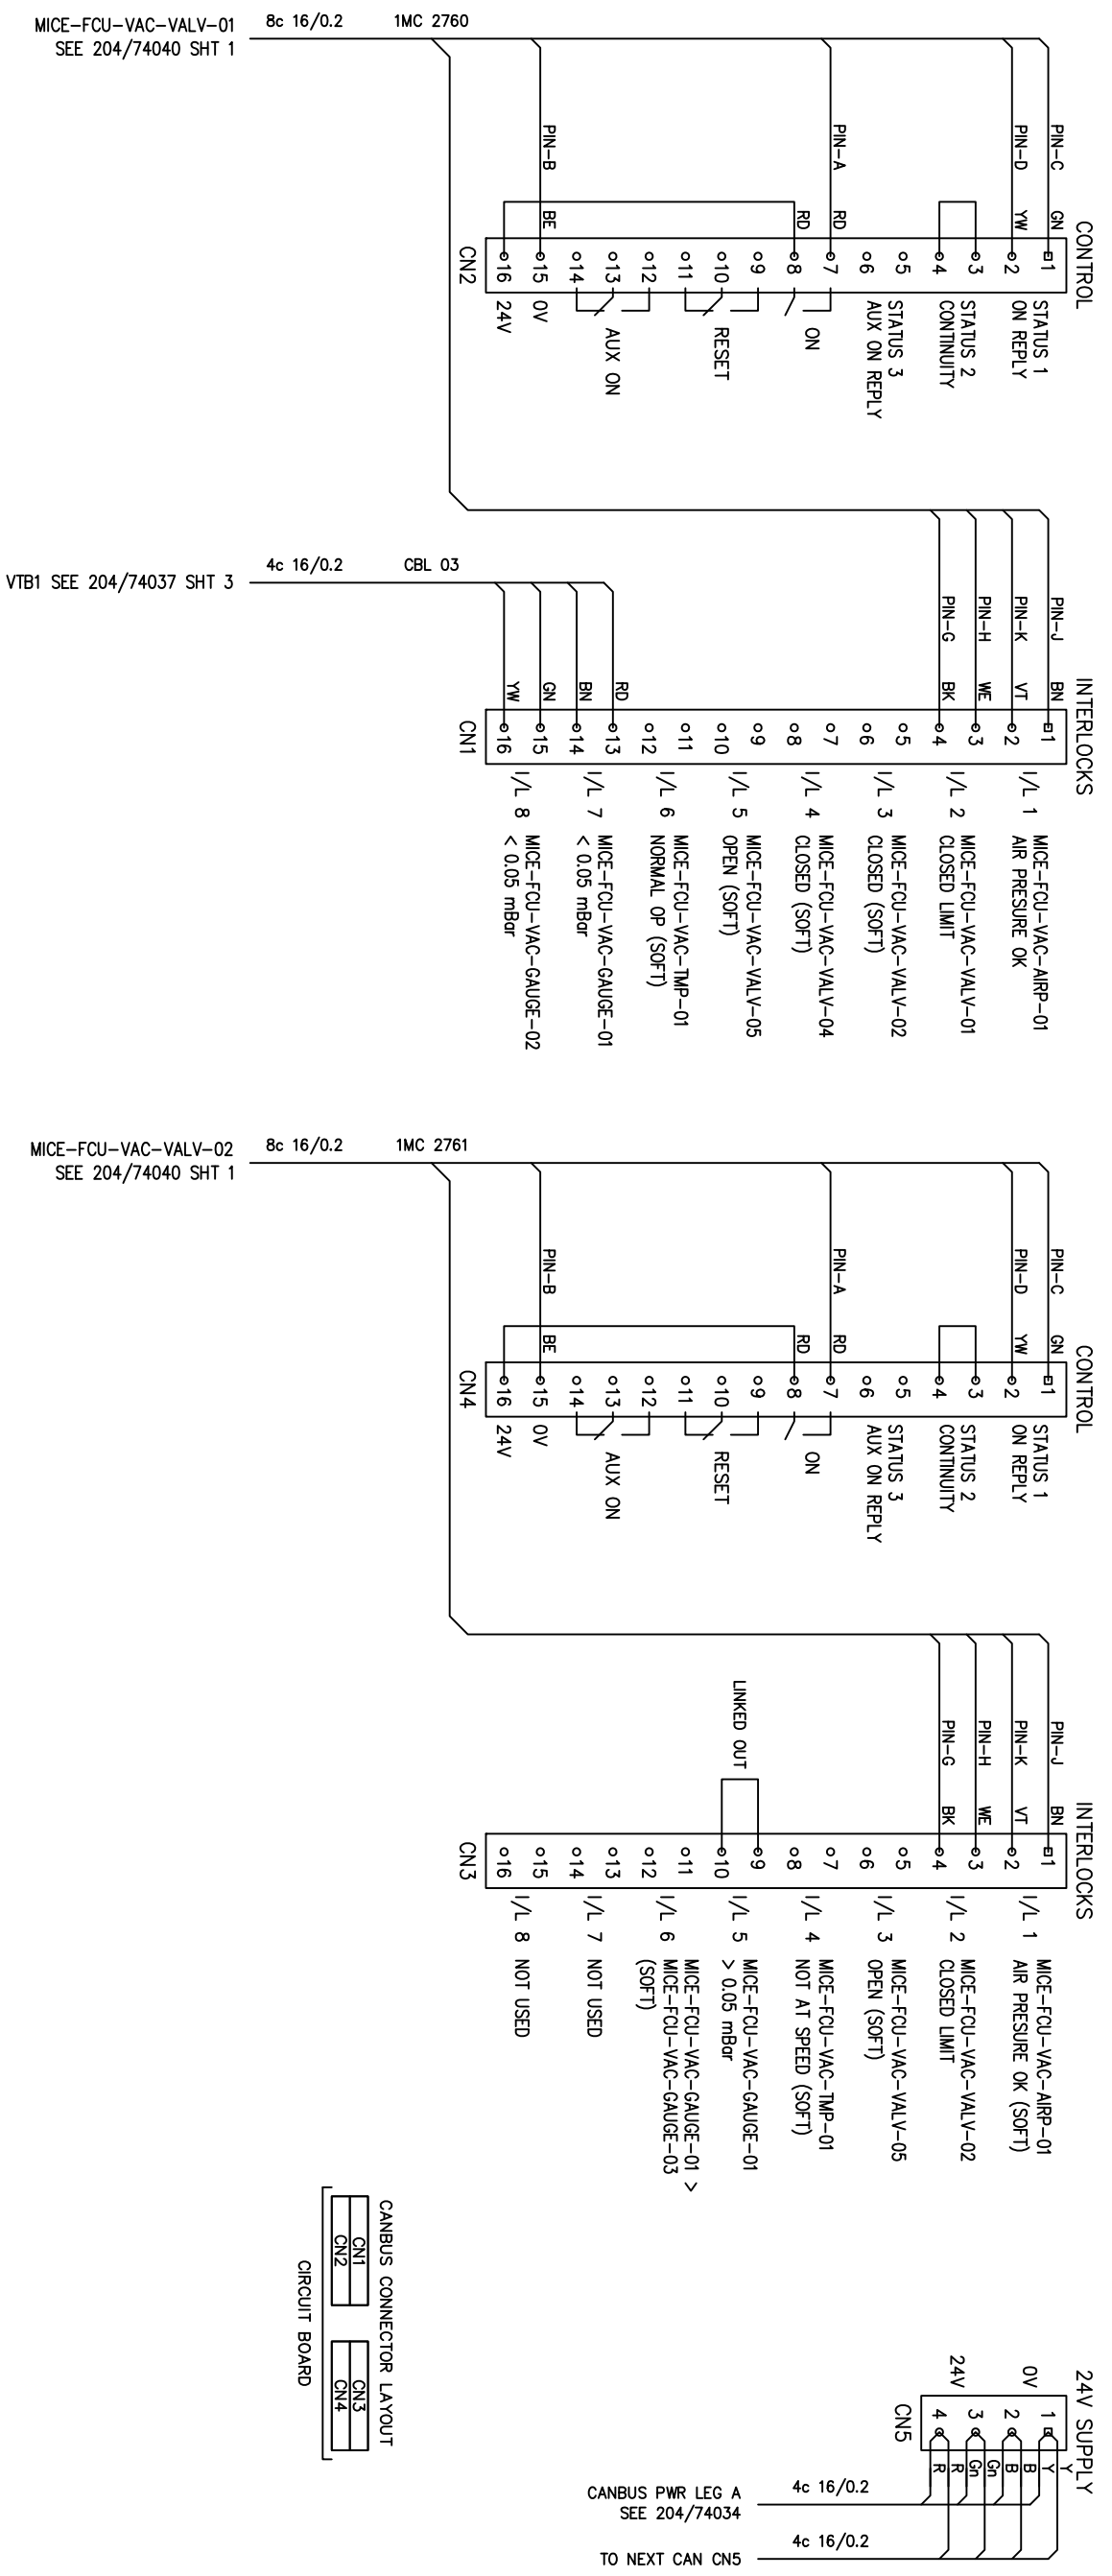 MICE-FCU-VAC-VALV-01
SEE 204/74040 SHT 1
8c 16/0.2
1MC 2760
PIN-C
PIN-D
PIN-A
PIN-B
GN
YW
RD
RD
BE
CONTROL
1
2
3
4
5
6
7
8
9
10
11
12
13
14
15
16
CN2
STATUS 1
ON REPLY
STATUS 2
CONTINUITY
STATUS 3
AUX ON REPLY
ON
RESET
AUX ON
0V
24V
VTB1 SEE 204/74037 SHT 3
4c 16/0.2
CBL 03
PIN-J
PIN-K
PIN-H
PIN-G
BN
VT
WE
BK
RD
BN
GN
YW
INTERLOCKS
1
2
3
4
5
6
7
8
9
10
11
12
13
14
15
16
CN1
I/L 1 MICE-FCU-VAC-AIRP-01
AIR PRESURE OK
I/L 2 MICE-FCU-VAC-VALV-01
CLOSED LIMIT
I/L 3 MICE-FCU-VAC-VALV-02
CLOSED (SOFT)
I/L 4 MICE-FCU-VAC-VALV-04
CLOSED (SOFT)
I/L 5 MICE-FCU-VAC-VALV-05
OPEN (SOFT)
I/L 6 MICE-FCU-VAC-TMP-01
NORMAL OP (SOFT)
I/L 7 MICE-FCU-VAC-GAUGE-01
< 0.05 mBar
I/L 8 MICE-FCU-VAC-GAUGE-02
< 0.05 mBar
MICE-FCU-VAC-VALV-02
SEE 204/74040 SHT 1
8c 16/0.2
1MC 2761
PIN-C
PIN-D
PIN-A
PIN-B
GN
YW
RD
RD
BE
CONTROL
1
2
3
4
5
6
7
8
9
10
11
12
13
14
15
16
CN4
STATUS 1
ON REPLY
STATUS 2
CONTINUITY
STATUS 3
AUX ON REPLY
ON
RESET
AUX ON
0V
24V
PIN-J
PIN-K
PIN-H
PIN-G
LINKED OUT
BN
VT
WE
BK
INTERLOCKS
1
2
3
4
5
6
7
8
9
10
11
12
13
14
15
16
CN3
I/L 1 MICE-FCU-VAC-AIRP-01
AIR PRESURE OK (SOFT)
I/L 2 MICE-FCU-VAC-VALV-02
CLOSED LIMIT
I/L 3 MICE-FCU-VAC-VALV-05
OPEN (SOFT)
I/L 4 MICE-FCU-VAC-TMP-01
NOT AT SPEED (SOFT)
I/L 5 MICE-FCU-VAC-GAUGE-01
> 0.05 mBar
MICE-FCU-VAC-GAUGE-01 >
I/L 6 MICE-FCU-VAC-GAUGE-03
(SOFT)
I/L 7 NOT USED
I/L 8 NOT USED
CANBUS CONNECTOR LAYOUT
CN1
CN2
CN3
CN4
CIRCUIT BOARD
24V SUPPLY
0V
24V
1
2
3
4
CN5
Y
Y
B
B
Gn
Gn
R
R
CANBUS PWR LEG A
SEE 204/74034
4c 16/0.2
TO NEXT CAN CN5
4c 16/0.2